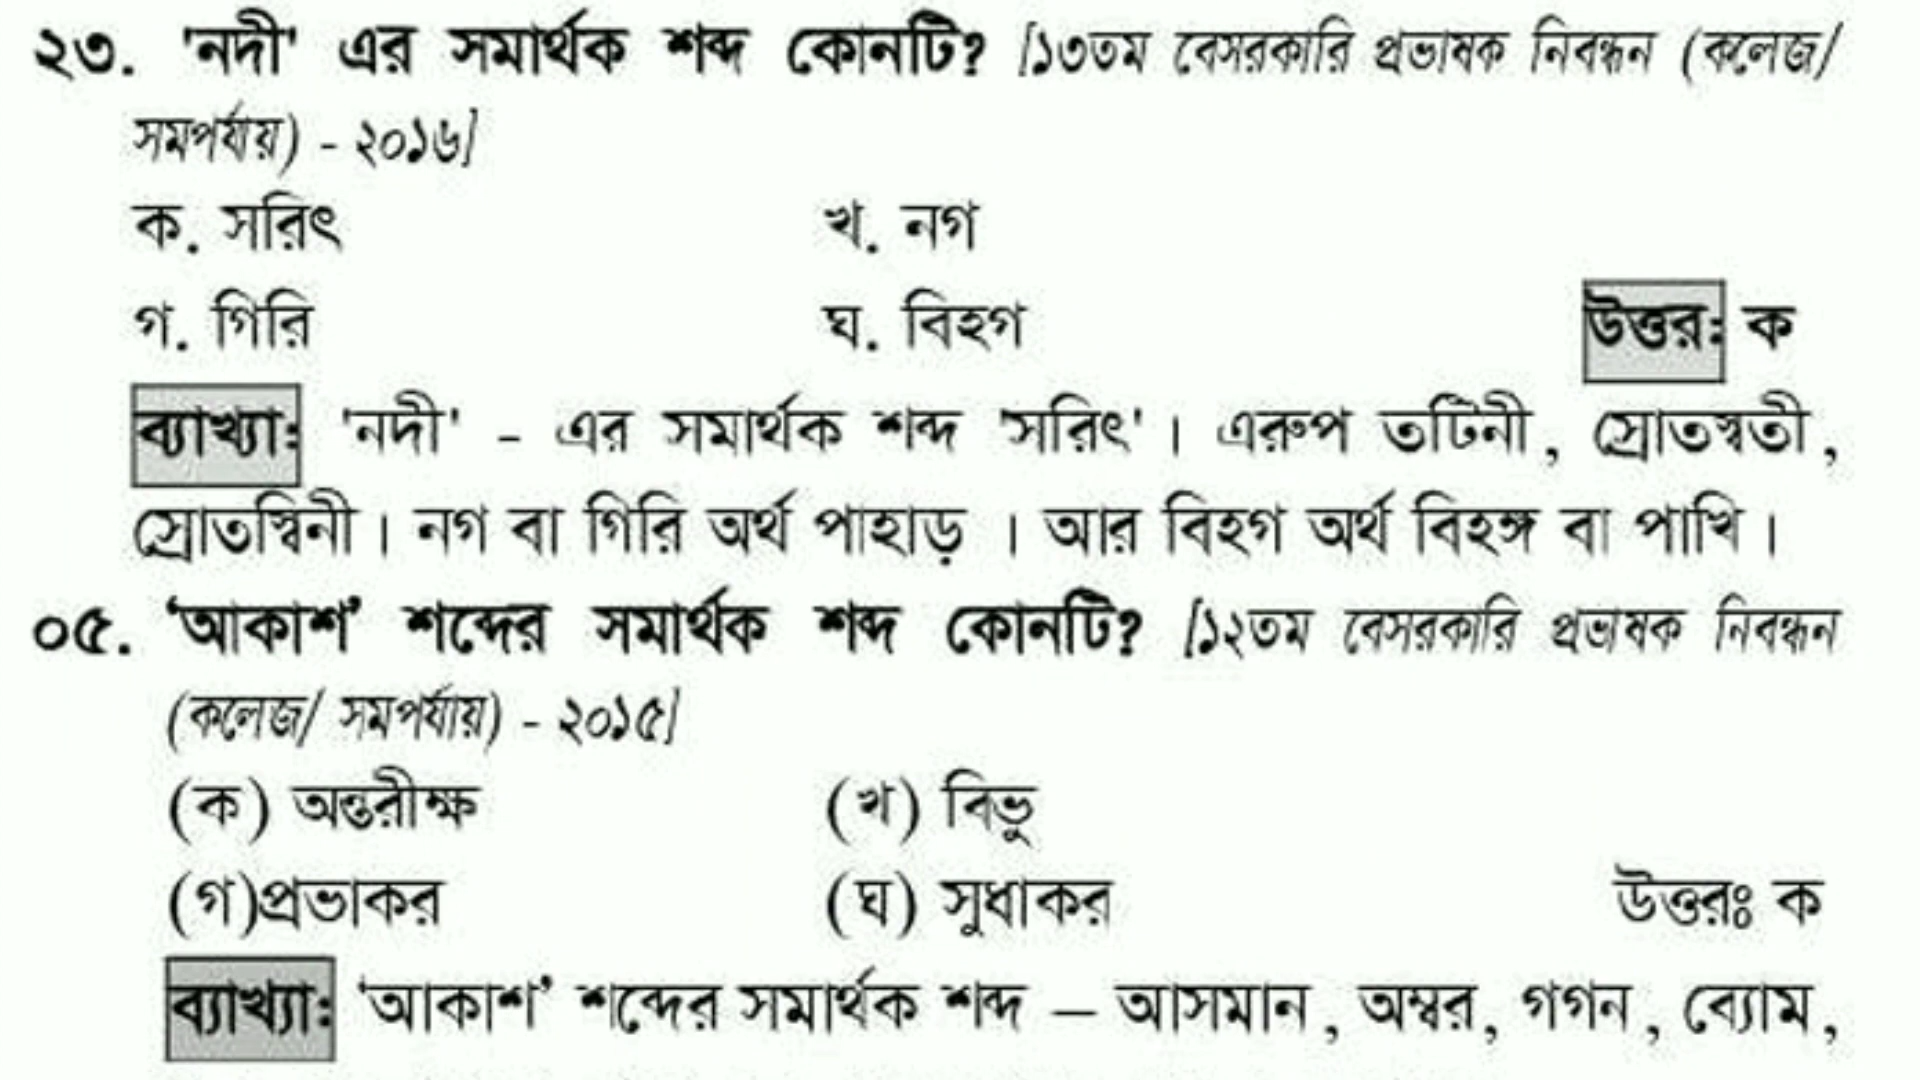 ২৩. 'নদী' এর সমার্থক শব্দ কোনটি? [১৩তম বেসরকারি প্রভাষক নিবন্ধন (কলেজ/
সমপর্যায়) - ২০১৬]
ক. সরিৎ খ. নগ
গ. গিরি ঘ. বিহগ উত্তর: ক
ব্যাখ্যা: 'নদী' - এর সমার্থক শব্দ 'সরিৎ'। এরুপ তটিনী, স্রোতস্বতী,
স্রোতস্বিনী। নগ বা গিরি অর্থ পাহাড় । আর বিহগ অর্থ বিহঙ্গ বা পাখি।
০৫. ‘আকাশ’ শব্দের সমার্থক শব্দ কোনটি? [১২তম বেসরকারি প্রভাষক নিবন্ধন
(কলেজ/ সমপর্যায়) - ২০১৫]
(ক) অন্তরীক্ষ (খ) বিভু
(গ)প্রভাকর (ঘ) সুধাকর উত্তরঃ ক
ব্যাখ্যা: ‘আকাশ’ শব্দের সমার্থক শব্দ – আসমান, অম্বর, গগন, ব্যোম,